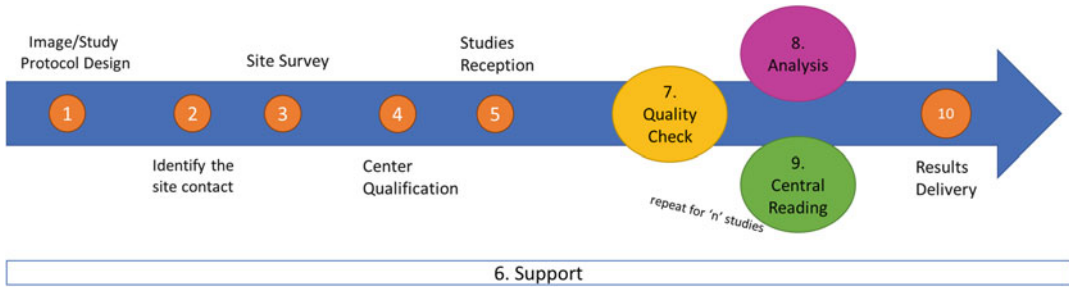 Image/Study
Protocol Design
1
Identify the
site contact
2
Site Survey
3
Center
Qualification
4
Studies
Reception
5
7.
Quality
Check
8.
Analysis
9.
Central
Reading
repeat for 'n' studies
10
Results
Delivery
6. Support